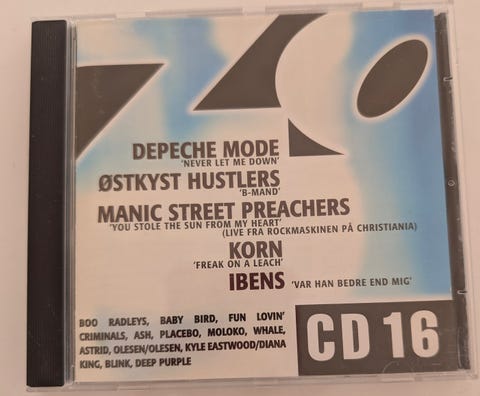 ZO
DEPECHE MODE
'NEVER LET ME DOWN'
ØSTKYST HUSTLERS
'B-MAND'
MANIC STREET PREACHERS
'YOU STOLE THE SUN FROM MY HEART'
(LIVE FRA ROCKMASKINEN PÅ CHRISTIANIA)
KORN
'FREAK ON A LEACH'
IBENS 'VAR HAN BEDRE END MIG'
BOO RADLEYS, BABY BIRD, FUN LOVIN'
CRIMINALS, ASH, PLACEBO, MOLOKO, WHALE,
ASTRID, OLESEN/OLESEN, KYLE EASTWOOD/DIANA
KING, BLINK, DEEP PURPLE
CD 16